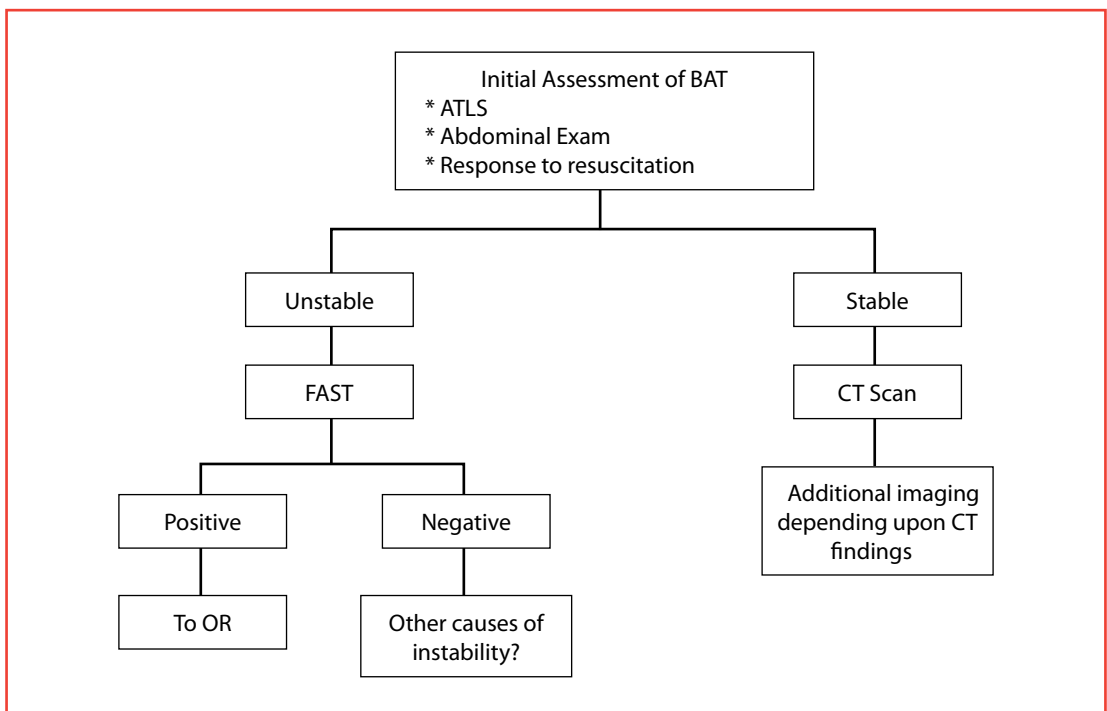 Initial Assessment of BAT
* ATLS
* Abdominal Exam
* Response to resuscitation
Unstable
Stable
FAST
CT Scan
Positive
Negative
Additional imaging
depending upon CT
findings
To OR
Other causes of
instability?